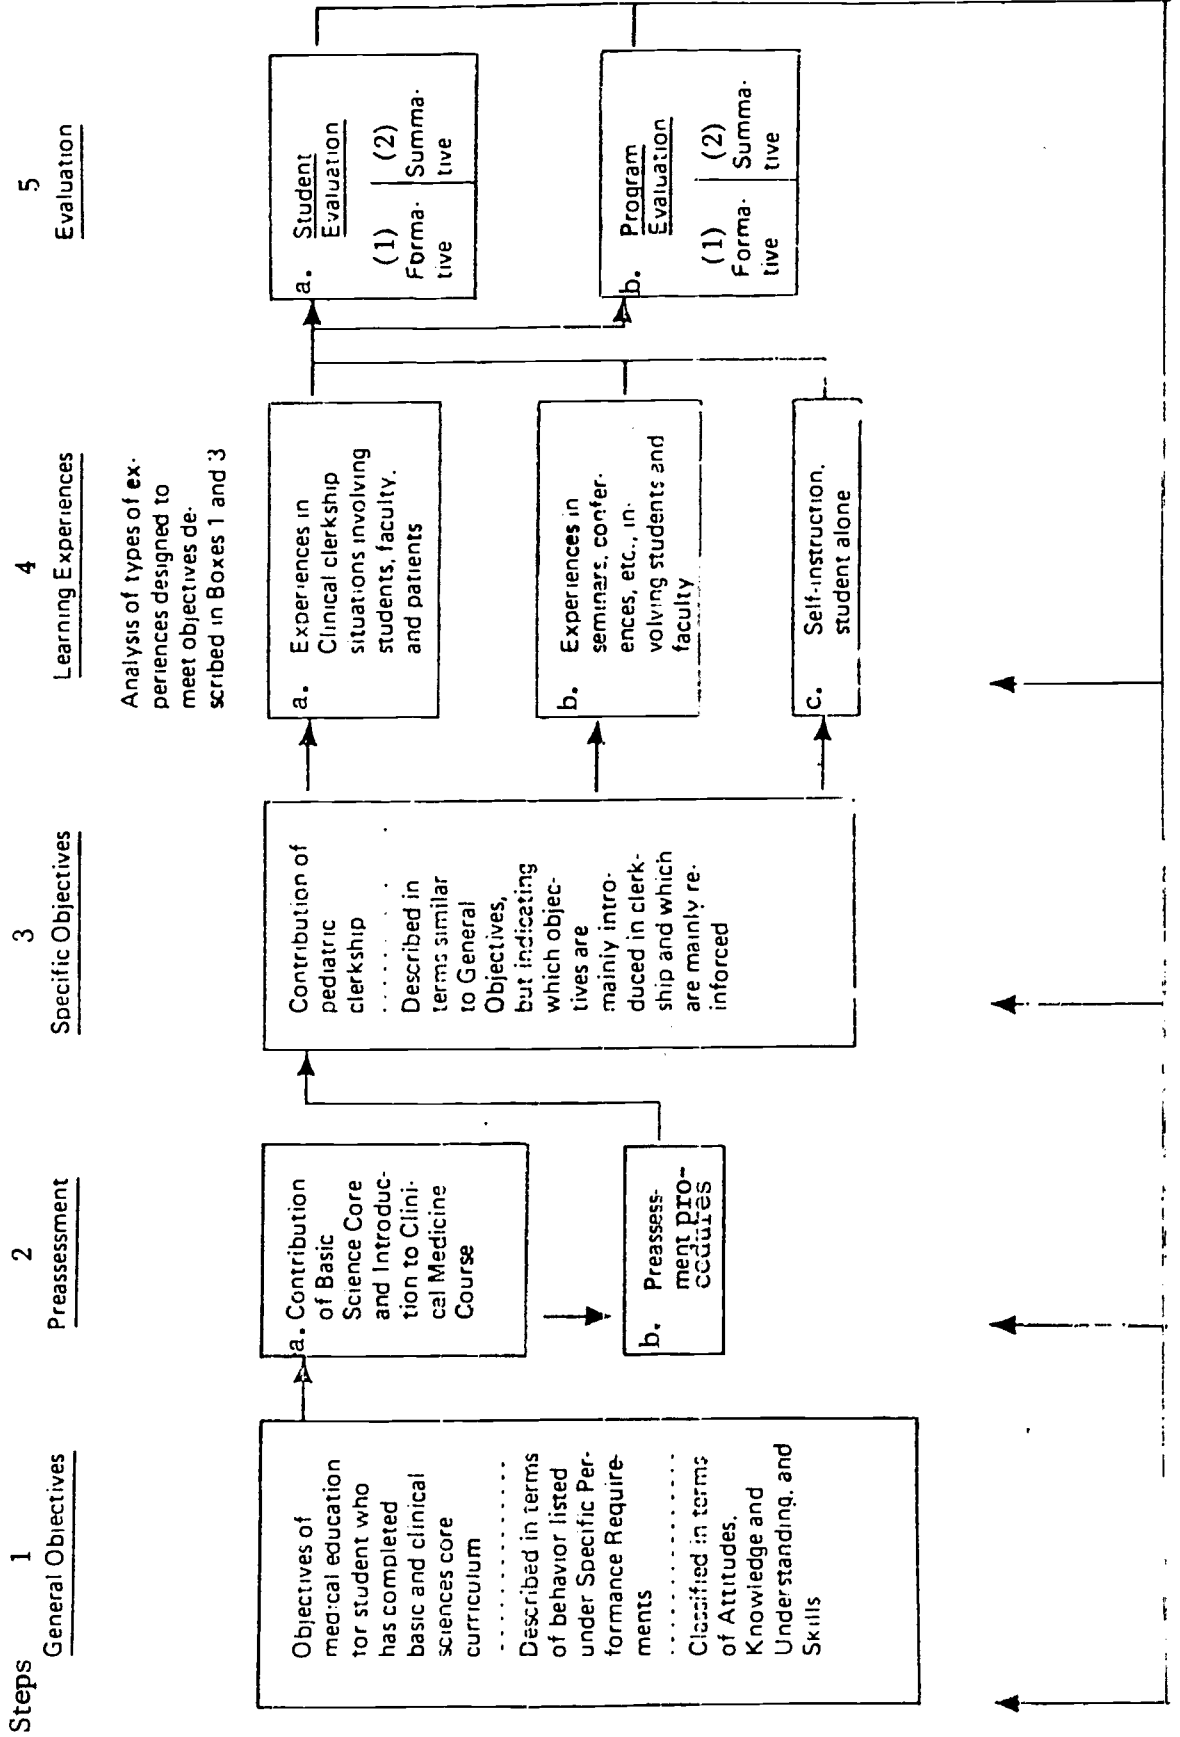 Steps
1
General Objectives
Objectives of
medical education
for student who
has completed
basic and clinical
sciences core
curriculum
. . . . . . . . . . . . .
Described in terms
of behavior listed
under Specific Per-
formance Require-
ments
. . . . . . . . . . . . . . . .
Classified in terms
of Attitudes,
Knowledge and
Understanding, and
Skills
2
Preassessment
a. Contribution
of Basic
Science Core
and Introduc-
tion to Clini-
cal Medicine
Course
b. Preassess-
ment pro-
cedures
3
Specific Objectives
Contribution of
pediatric
clerkship
. . . . . . . . .
Described in
terms similar
to General
Objectives,
but indicating
which objec-
tives are
mainly intro-
duced in clerk-
ship and which
are mainly re-
inforced
4
Learning Experiences
Analysis of types of ex-
periences designed to
meet objectives de-
scribed in Boxes 1 and 3
a. Experiences in
Clinical clerkship
situations involving
students, faculty,
and patients
b. Experiences in
seminars, confer-
ences, etc., in-
volving students and
faculty
c. Self-instruction,
student alone
5
Evaluation
a. Student
Evaluation
(1) (2)
Forma- Summa-
tive tive
b. Program
Evaluation
(1) (2)
Forma- Summa-
tive tive